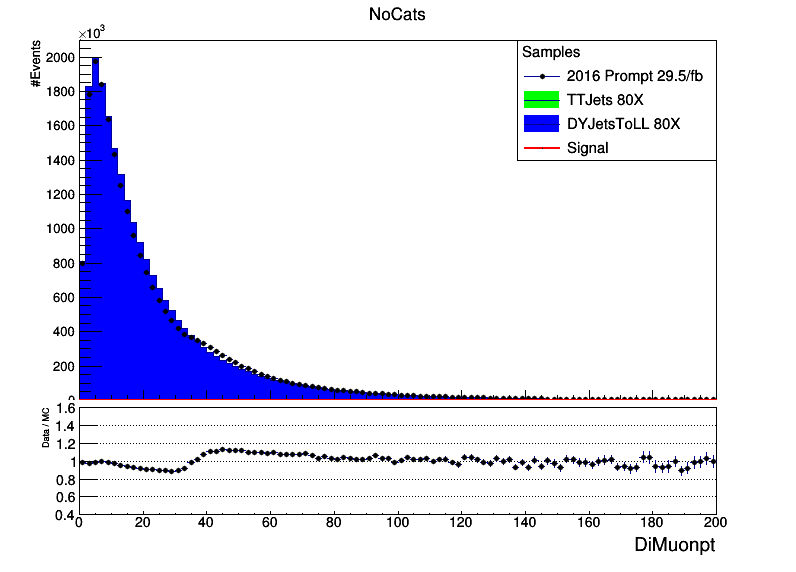 NoCats
×10³
#Events
2000
1800
1600
1400
1200
1000
800
600
400
200
0
Samples
2016 Prompt 29.5/fb
TTJets 80X
DYJetsToLL 80X
Signal
Data / MC
1.6
1.4
1.2
1
0.8
0.6
0.4
0 20 40 60 80 100 120 140 160 180 200
DiMuonpt